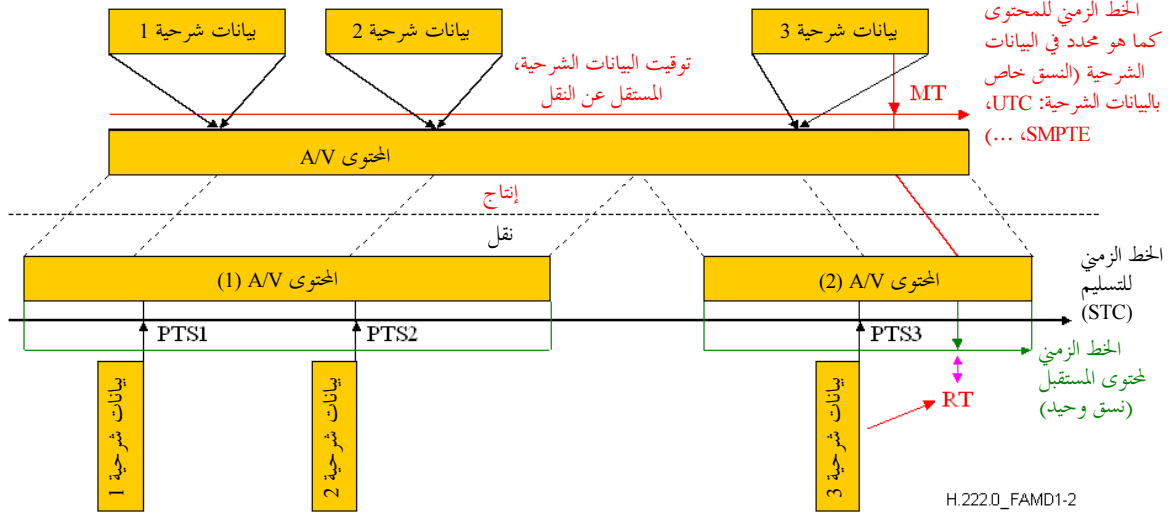 بيانات شرحية 1
بيانات شرحية 2
بيانات شرحية 3
الخط الزمني للمحتوى
كما هو محدد في البيانات
الشرحية (النسق خاص
بالبيانات الشرحية: UTC،
SMPTE، ...)
توقيت البيانات الشرحية،
المستقل عن النقل
MT
المحتوى A/V
إنتاج
نقل
المحتوى A/V (1)
المحتوى A/V (2)
الخط الزمني
للتسليم
(STC)
PTS1
PTS2
PTS3
الخط الزمني
لمحتوى المستقبل
(نسق وحيد)
RT
بيانات شرحية 1
بيانات شرحية 2
بيانات شرحية 3
H.222.0_FAMD1-2